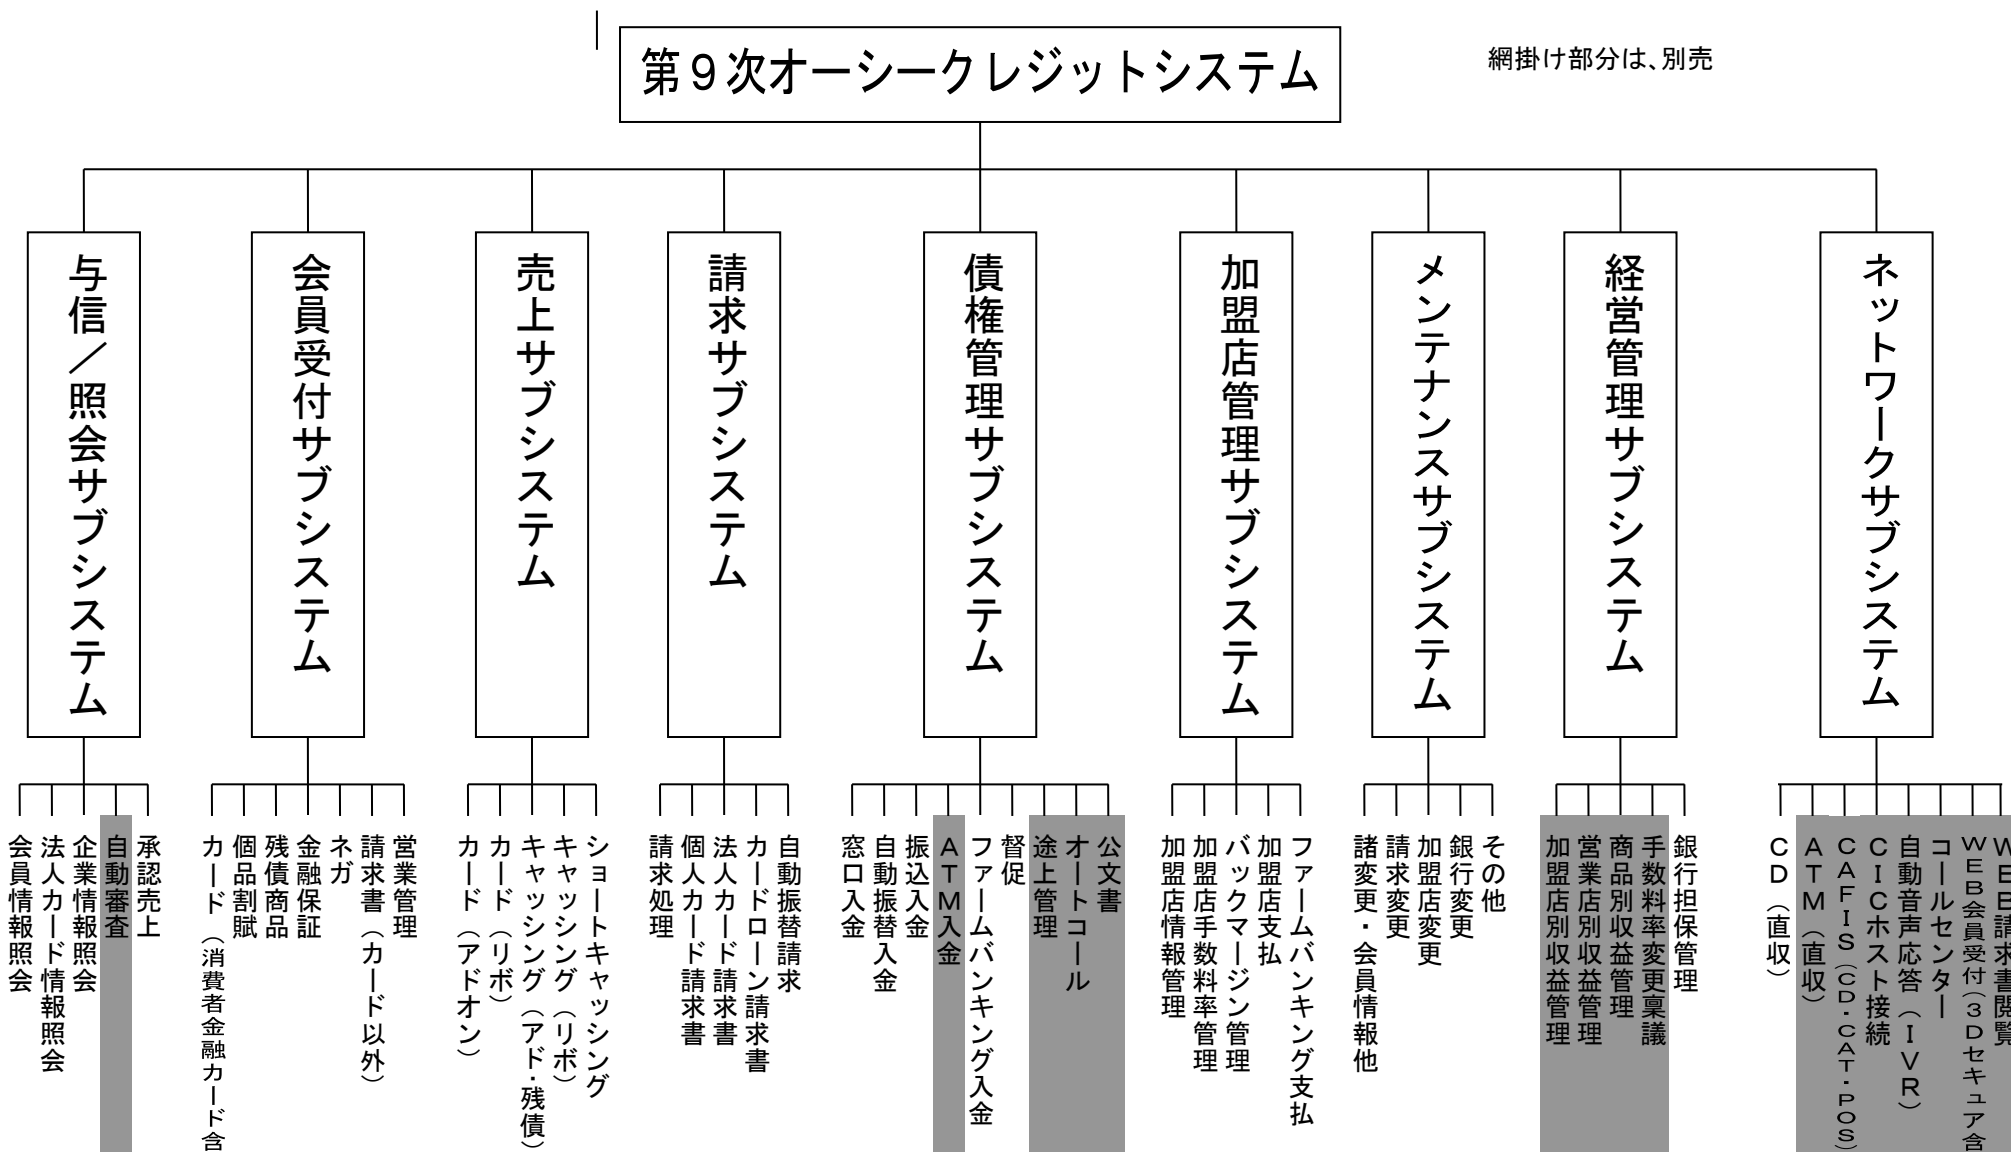 第9次オーシークレジットシステム
網掛け部分は、別売
与信／照会サブシステム
会員受付サブシステム
売上サブシステム
請求サブシステム
債権管理サブシステム
加盟店管理サブシステム
メンテナンスサブシステム
経営管理サブシステム
ネットワークサブシステム
会員情報照会
法人カード情報照会
企業情報照会
自動審査
承認売上
カード（消費者金融カード含
個品割賦
残債商品
金融保証
ネガ
請求書（カード以外）
営業管理
カード（アドオン）
カード（リボ）
キャッシング（アド・残債）
キャッシング（リボ）
ショートキャッシング
請求処理
個人カード請求書
法人カード請求書
カードローン請求書
自動振替請求
窓口入金
自動振替入金
振込入金
ＡＴＭ入金
ファームバンキング入金
督促
途上管理
オートコール
公文書
加盟店情報管理
加盟店手数料率管理
バックマージン管理
加盟店支払
ファームバンキング支払
諸変更・会員情報他
請求変更
加盟店変更
銀行変更
その他
加盟店別収益管理
営業店別収益管理
商品別収益管理
手数料率変更稟議
銀行担保管理
ＣＤ（直収）
ＡＴＭ（直収）
ＣＡＦＩＳ（ＣＤ・ＣＡＴ・ＰＯＳ）
ＣＩＣホスト接続
自動音声応答（ＩＶＲ）
コールセンター
ＷＥＢ会員受付（３Ｄセキュア含
ＷＥＢ請求書閲覧